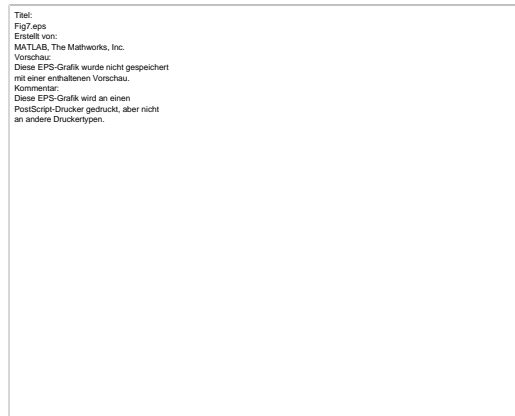 Titel:
Fig7.eps
Erstellt von:
MATLAB, The Mathworks, Inc.
Vorschau:
Diese EPS-Grafik wurde nicht gespeichert
mit einer enthaltenen Vorschau.
Kommentar:
Diese EPS-Grafik wird an einen
PostScript-Drucker gedruckt, aber nicht
an andere Druckertypen.